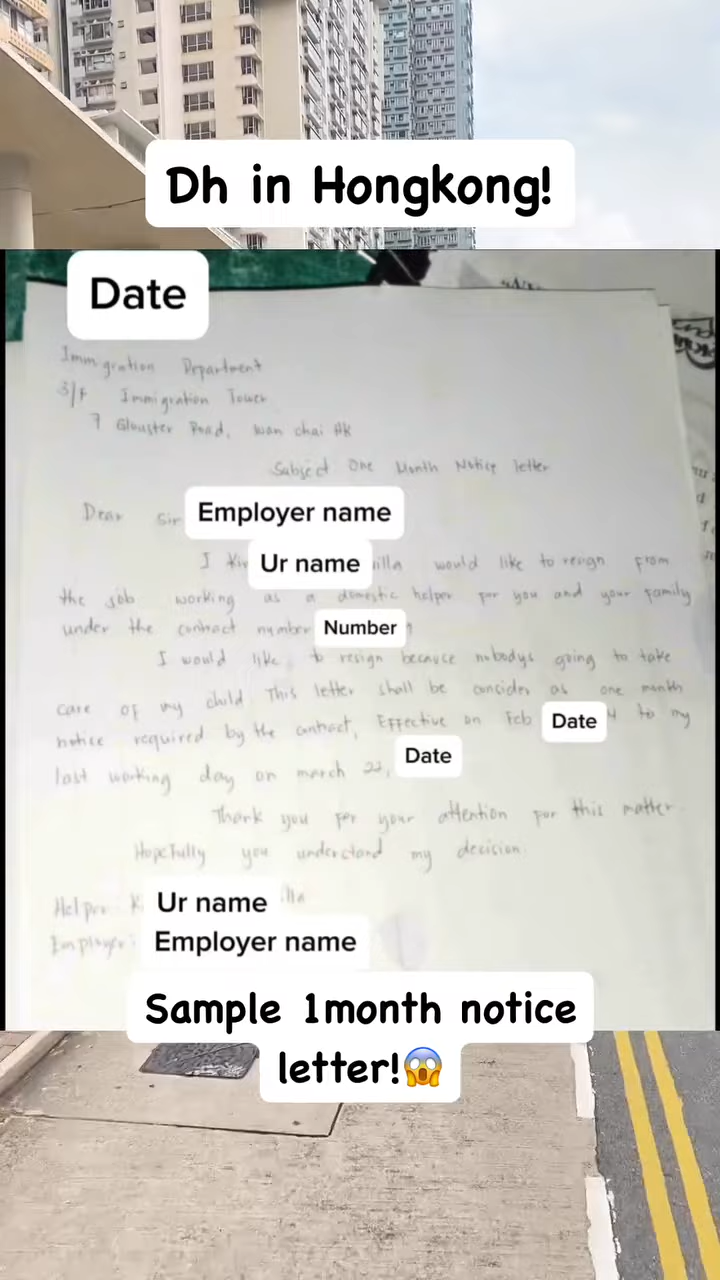 Dh in Hongkong!
Date
Immigration Department
3/F Immigration Tower
7 Glouster Road, wan chai HK
Subject One Month Notice letter
Dear Sir Employer name
I Ur name illa would like to resign from
the job working as a domestic helper for you and your family
under the contract number Number
I would like to resign because nobodys going to take
care of my child This letter shall be consider as one month
notice required by the contract, Effective on Feb Date to my
last working day on march 22, Date
Thank you for your attention for this matter
Hopefully you understand my decision.
Helper Ur name illa
Employer: Employer name
Sample 1month notice
letter!😱